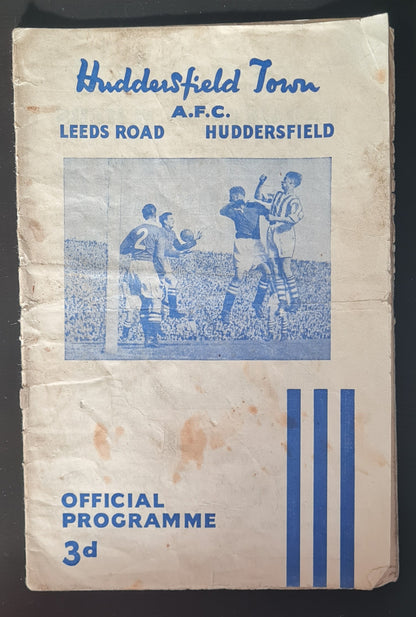 Huddersfield Town
A.F.C.
LEEDS ROAD HUDDERSFIELD
2
OFFICIAL
PROGRAMME
3d